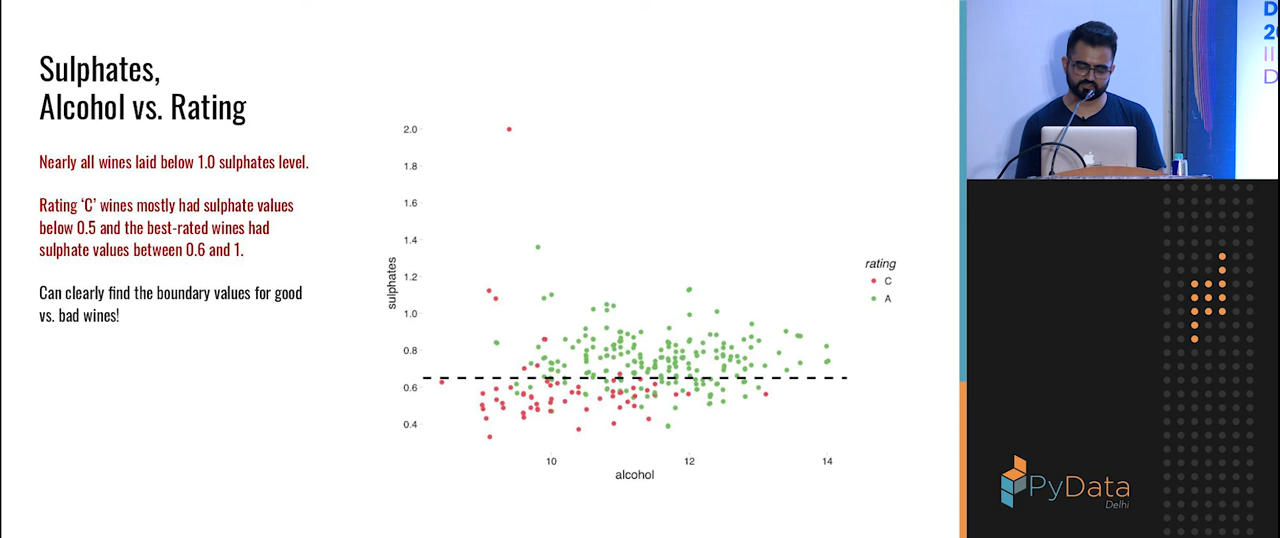 Sulphates,
Alcohol vs. Rating
Nearly all wines laid below 1.0 sulphates level.
Rating ‘C’ wines mostly had sulphate values
below 0.5 and the best-rated wines had
sulphate values between 0.6 and 1.
Can clearly find the boundary values for good
vs. bad wines!
2.0
1.8
1.6
1.4
1.2
1.0
0.8
0.6
0.4
sulphates
10
12
14
alcohol
rating
C
A
PyData
Delhi